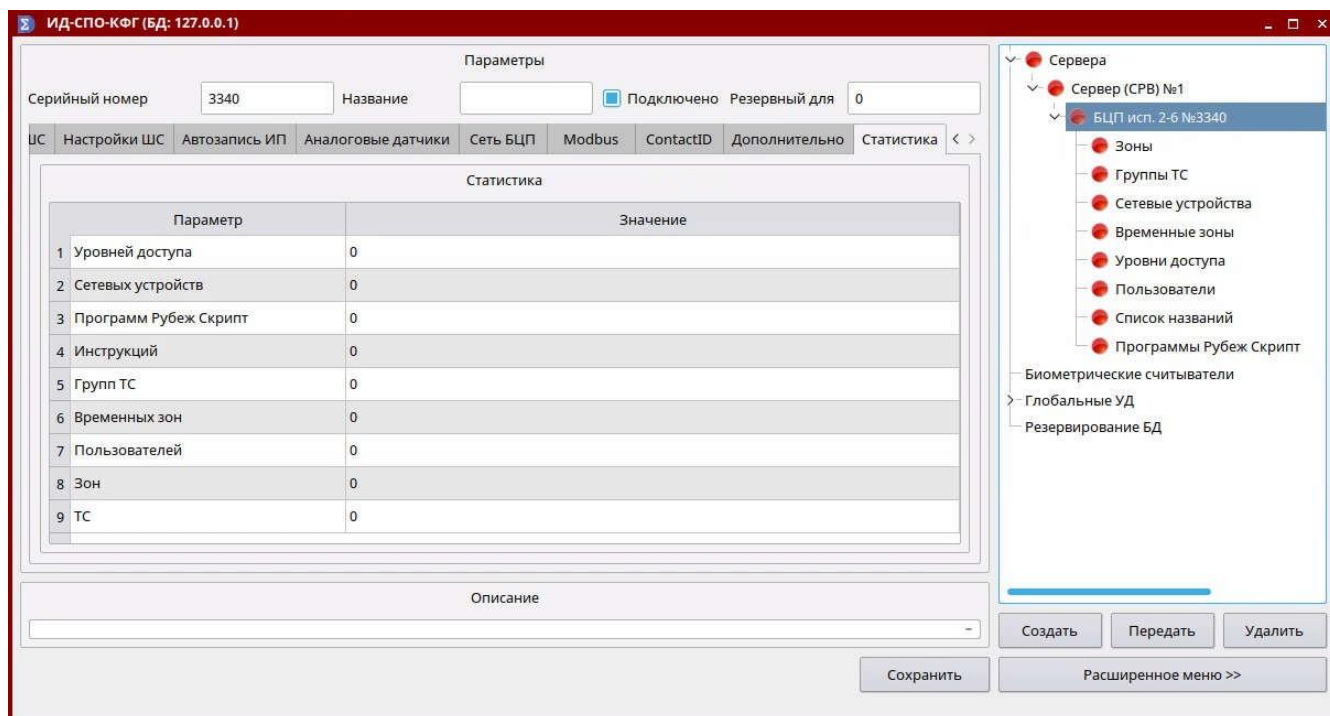 ИД-СПО-КФГ (БД: 127.0.0.1)
Параметры
Серийный номер 3340 Название Подключено Резервный для 0
ШС Настройки ШС Автозапись ИП Аналоговые датчики Сеть БЦП Modbus ContactID Дополнительно Статистика < >
Статистика
Параметр Значение
1 Уровней доступа 0
2 Сетевых устройств 0
3 Программ Рубеж Скрипт 0
4 Инструкций 0
5 Групп ТС 0
6 Временных зон 0
7 Пользователей 0
8 Зон 0
9 ТС 0
Описание
Сохранить
Сервера
Сервер (СРВ) №1
БЦП исп. 2-6 №3340
Зоны
Группы ТС
Сетевые устройства
Временные зоны
Уровни доступа
Пользователи
Список названий
Программы Рубеж Скрипт
Биометрические считыватели
Глобальные УД
Резервирование БД
Создать Передать Удалить
Расширенное меню >>